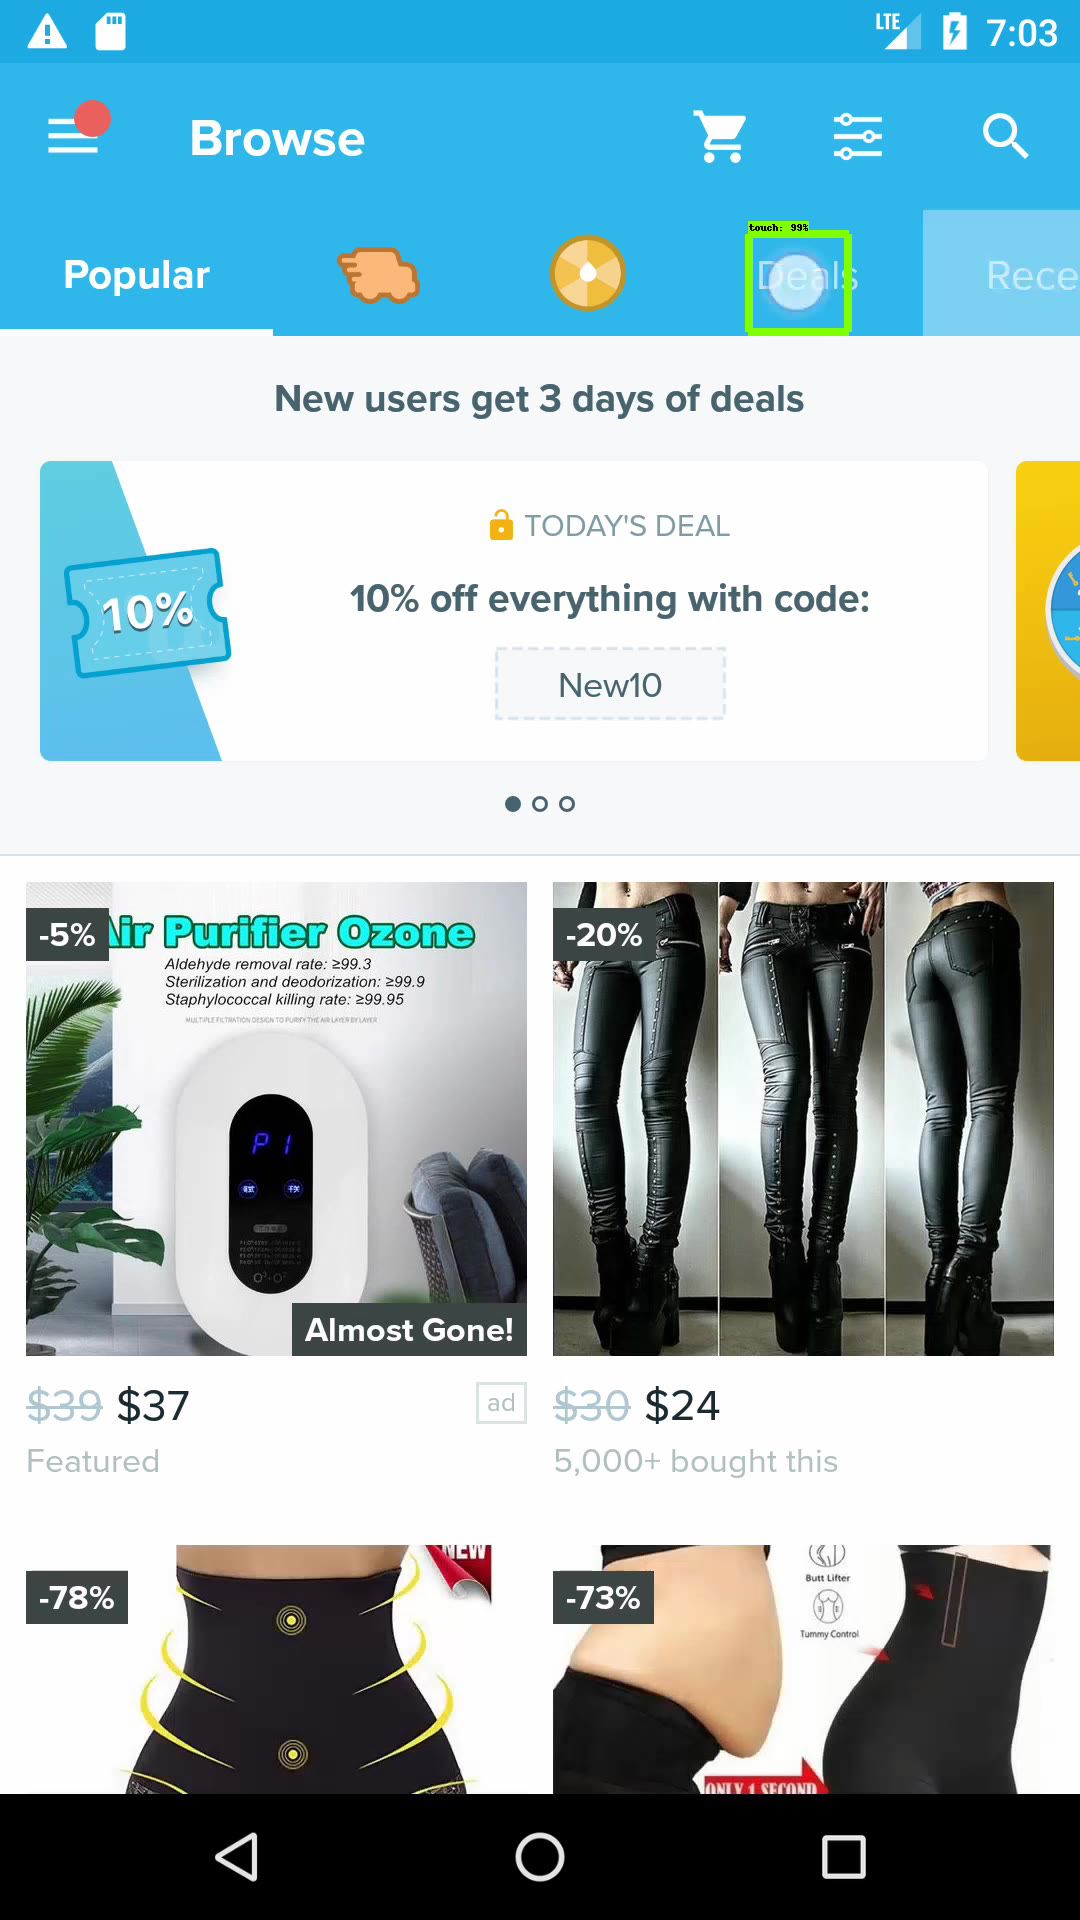 LTE 7:03
Browse
touch: 99%
Popular
Deals
Rece
New users get 3 days of deals
TODAY'S DEAL
10%
10% off everything with code:
New10
-5%
Air Purifier Ozone
Aldehyde removal rate: ≥99.3
Sterilization and deodorization: ≥99.9
Staphylococcal killing rate: ≥99.95
MULTIPLE FILTRATION DESIGN TO PURIFY THE AIR LAYER BY LAYER
P1
Almost Gone!
-20%
$39 $37
ad
Featured
$30 $24
5,000+ bought this
-78%
NEW
-73%
Butt Lifter
Tummy Control
ONLY 1 SECOND